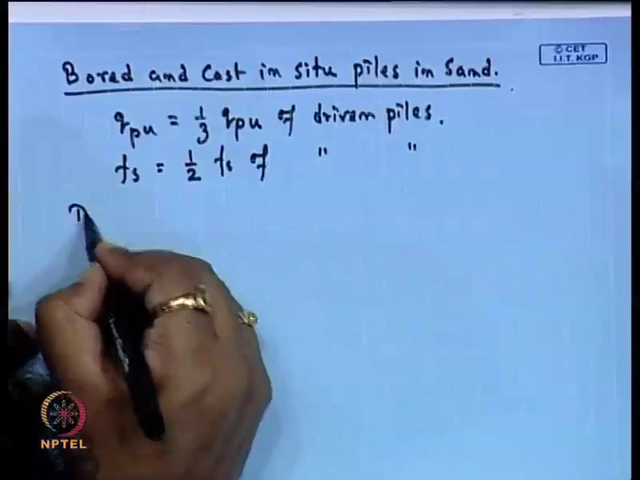 © CET
I.I.T. KGP
Bored and Cast in situ piles in Sand.
qpu = 1/3 qpu of driven piles.
fs = 1/2 fs of " "
NPTEL